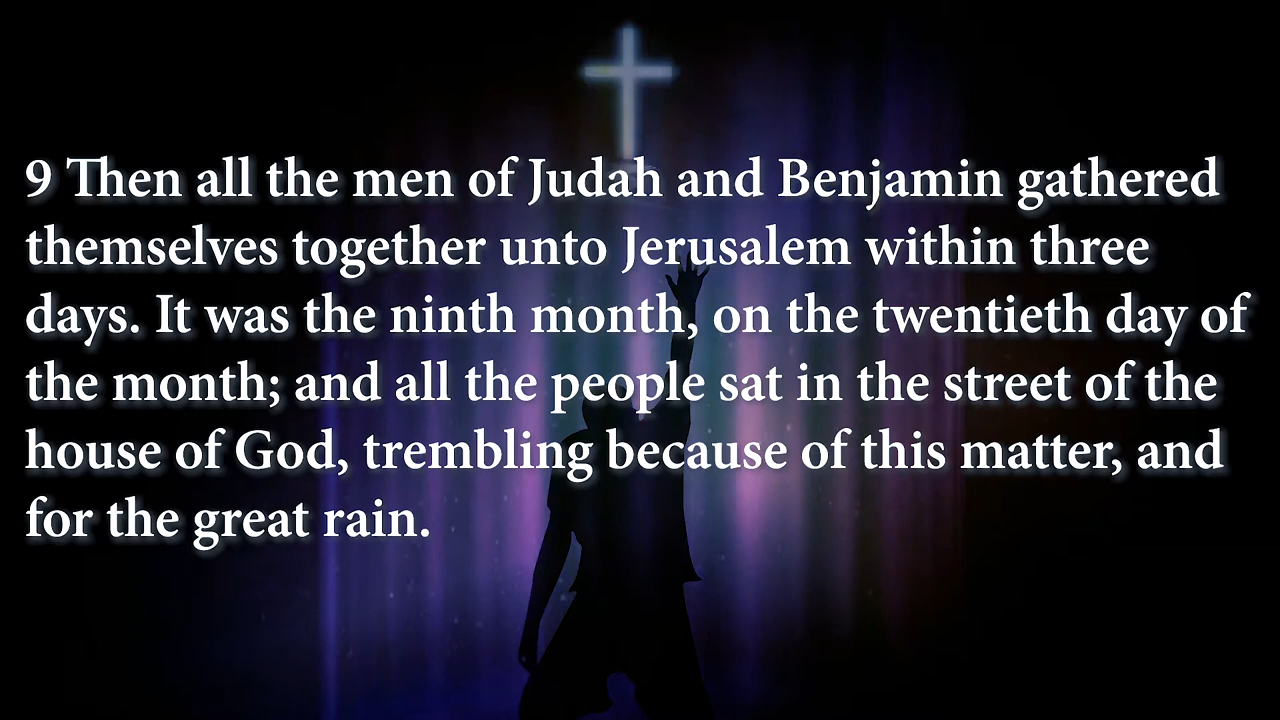 9 Then all the men of Judah and Benjamin gathered
themselves together unto Jerusalem within three
days. It was the ninth month, on the twentieth day of
the month; and all the people sat in the street of the
house of God, trembling because of this matter, and
for the great rain.